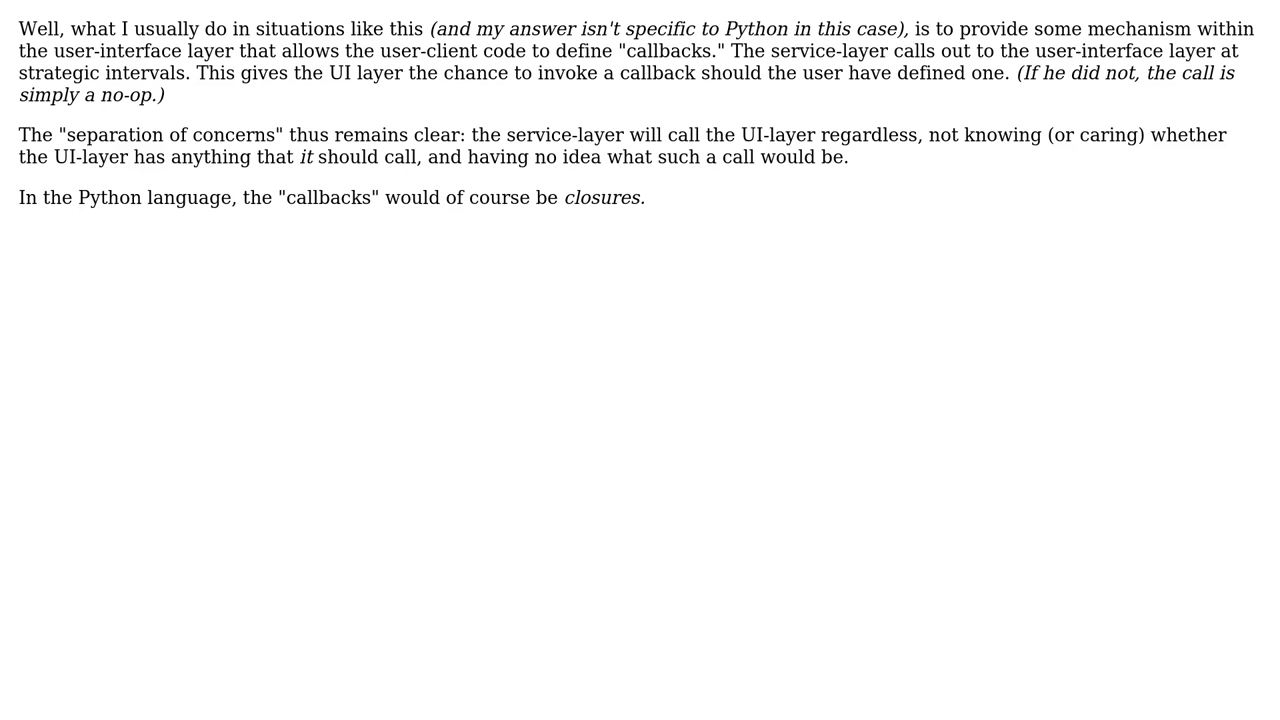 Well, what I usually do in situations like this (and my answer isn't specific to Python in this case), is to provide some mechanism within
the user-interface layer that allows the user-client code to define "callbacks." The service-layer calls out to the user-interface layer at
strategic intervals. This gives the UI layer the chance to invoke a callback should the user have defined one. (If he did not, the call is
simply a no-op.)
The "separation of concerns" thus remains clear: the service-layer will call the UI-layer regardless, not knowing (or caring) whether
the UI-layer has anything that it should call, and having no idea what such a call would be.
In the Python language, the "callbacks" would of course be closures.